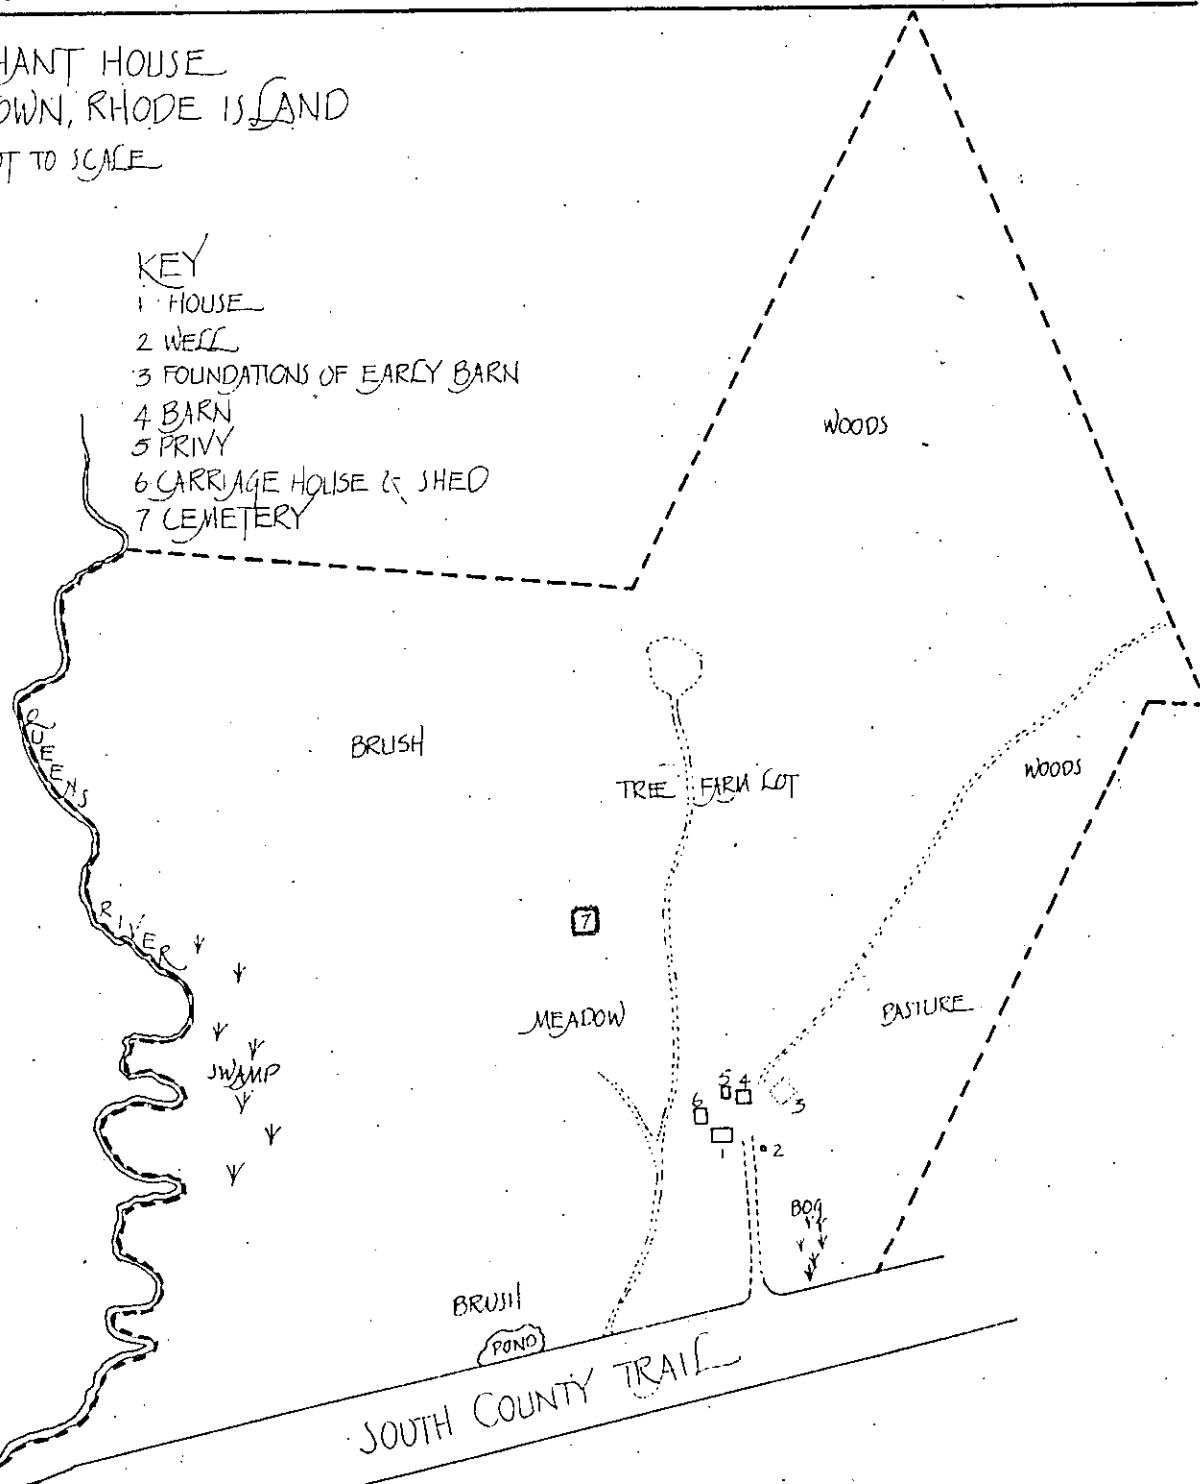 HANT HOUSE
OWN, RHODE ISLAND
OT TO SCALE
KEY
1 HOUSE
2 WELL
3 FOUNDATIONS OF EARLY BARN
4 BARN
5 PRIVY
6 CARRIAGE HOUSE & SHED
7 CEMETERY
WOODS
QUEENS RIVER
BRUSH
TREE FARM LOT
WOODS
7
MEADOW
PASTURE
SWAMP
5 4
6 3
1 2
BOG
BRUSH
POND
SOUTH COUNTY TRAIL